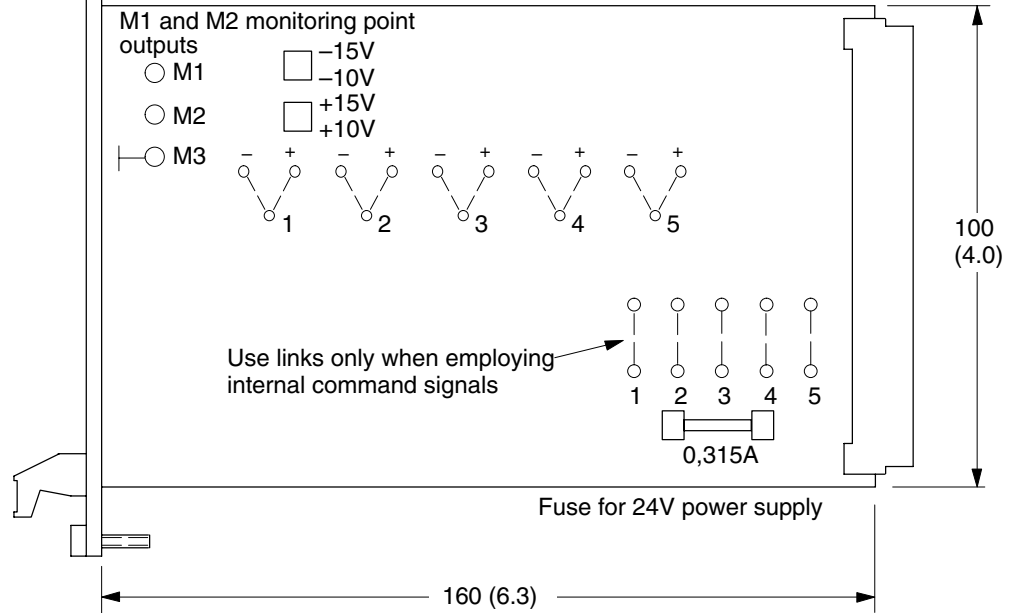 M1 and M2 monitoring point
outputs
M1
M2
M3
–15V
–10V
+15V
+10V
– + – + – + – + – +
1 2 3 4 5
100
(4.0)
Use links only when employing
internal command signals
1 2 3 4 5
0,315A
Fuse for 24V power supply
160 (6.3)